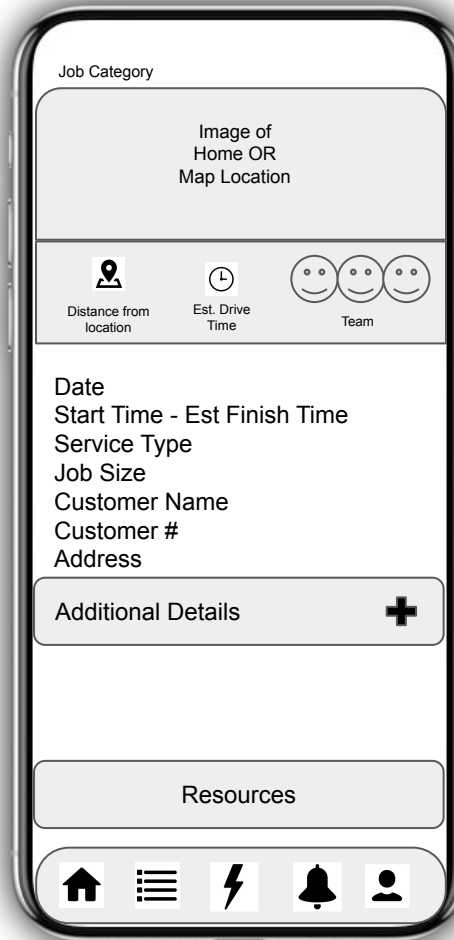 Job Category
Image of
Home OR
Map Location
Distance from
location
Est. Drive
Time
Team
Date
Start Time - Est Finish Time
Service Type
Job Size
Customer Name
Customer #
Address
Additional Details
Resources